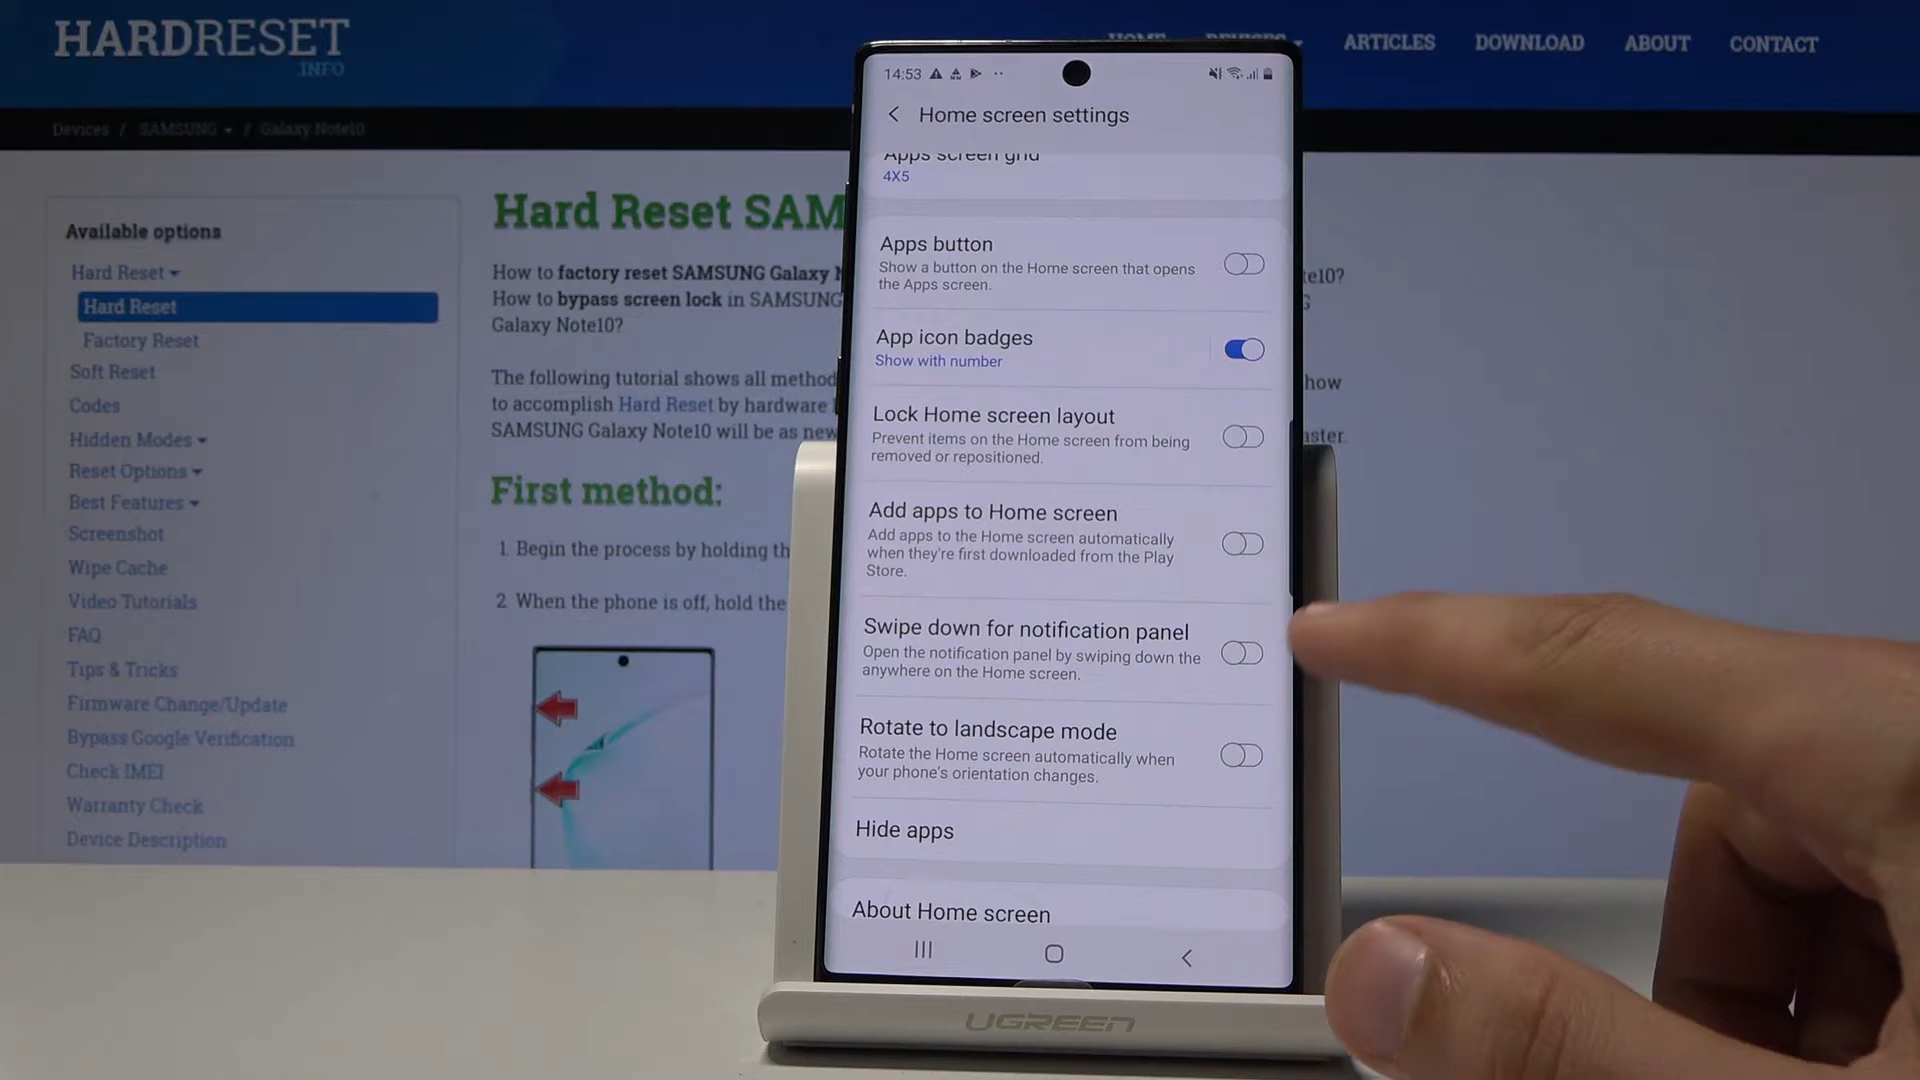 HARDRESET
.INFO
HOME
DEVICES
ARTICLES
DOWNLOAD
ABOUT
CONTACT
Devices / SAMSUNG / Galaxy Note10
Available options
Hard Reset
Hard Reset
Factory Reset
Soft Reset
Codes
Hidden Modes
Reset Options
Best Features
Screenshot
Wipe Cache
Video Tutorials
FAQ
Tips & Tricks
Firmware Change/Update
Bypass Google Verification
Check IMEI
Warranty Check
Device Description
Hard Reset SAM
How to factory reset SAMSUNG Galaxy
How to bypass screen lock in SAMSUNG
Galaxy Note10?
The following tutorial shows all
to accomplish Hard Reset by hardware
SAMSUNG Galaxy Note10 will be as new
First method:
1. Begin the process by holding
2. When the phone is off, hold the
14:53
Home screen settings
Apps screen grid
4X5
Apps button
Show a button on the Home screen that opens
the Apps screen.
App icon badges
Show with number
Lock Home screen layout
Prevent items on the Home screen from being
removed or repositioned.
Add apps to Home screen
Add apps to the Home screen automatically
when they're first downloaded from the Play
Store.
Swipe down for notification panel
Open the notification panel by swiping down the
anywhere on the Home screen.
Rotate to landscape mode
Rotate the Home screen automatically when
your phone's orientation changes.
Hide apps
About Home screen
UGREEN